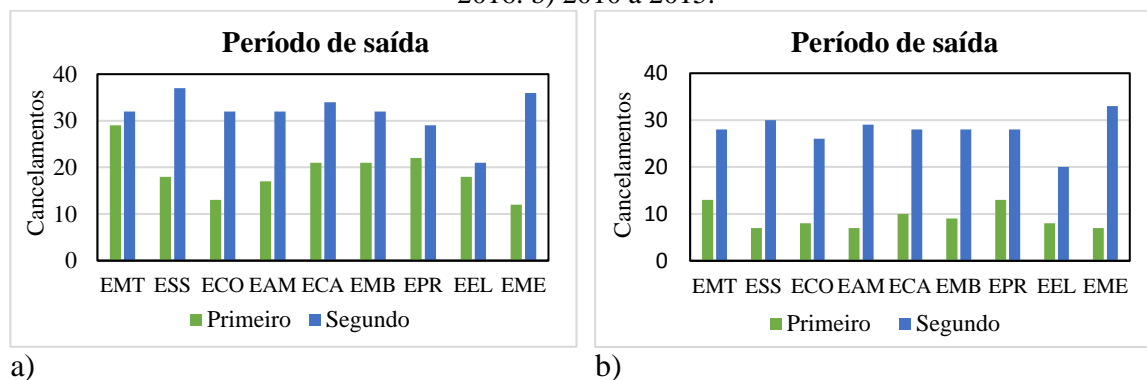 2016. b) 2010 a 2015.
Período de saída
Cancelamentos
40
30
20
10
0
EMT ESS ECO EAM ECA EMB EPR EEL EME
Primeiro Segundo
a)
Período de saída
Cancelamentos
40
30
20
10
0
EMT ESS ECO EAM ECA EMB EPR EEL EME
Primeiro Segundo
b)